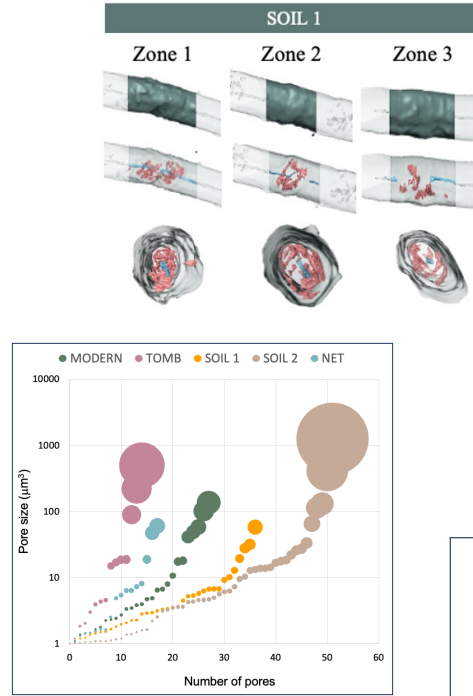 SOIL 1
Zone 1 Zone 2 Zone 3
MODERN TOMB SOIL 1 SOIL 2 NET
10000
1000
100
10
1
Pore size (μm³)
0 10 20 30 40 50 60
Number of pores